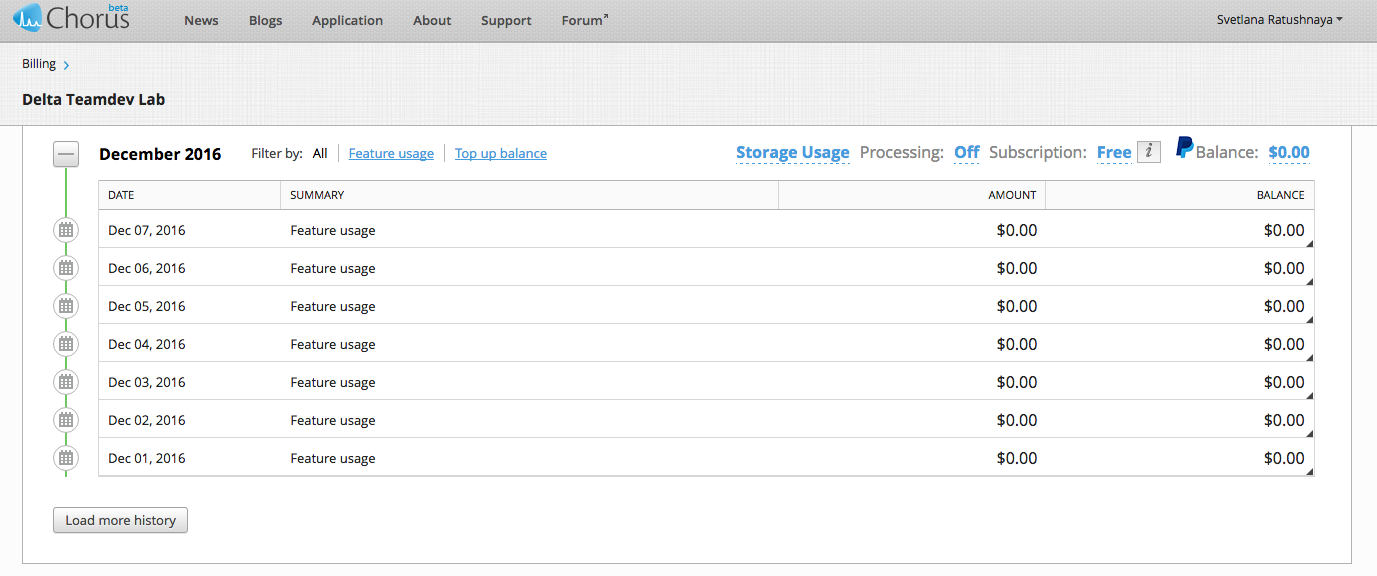 Chorus beta News Blogs Application About Support Forum Svetlana Ratushnaya
Billing
Delta Teamdev Lab
December 2016 Filter by: All Feature usage Top up balance Storage Usage Processing: Off Subscription: Free i Balance: $0.00
DATE SUMMARY AMOUNT BALANCE
Dec 07, 2016 Feature usage $0.00 $0.00
Dec 06, 2016 Feature usage $0.00 $0.00
Dec 05, 2016 Feature usage $0.00 $0.00
Dec 04, 2016 Feature usage $0.00 $0.00
Dec 03, 2016 Feature usage $0.00 $0.00
Dec 02, 2016 Feature usage $0.00 $0.00
Dec 01, 2016 Feature usage $0.00 $0.00
Load more history